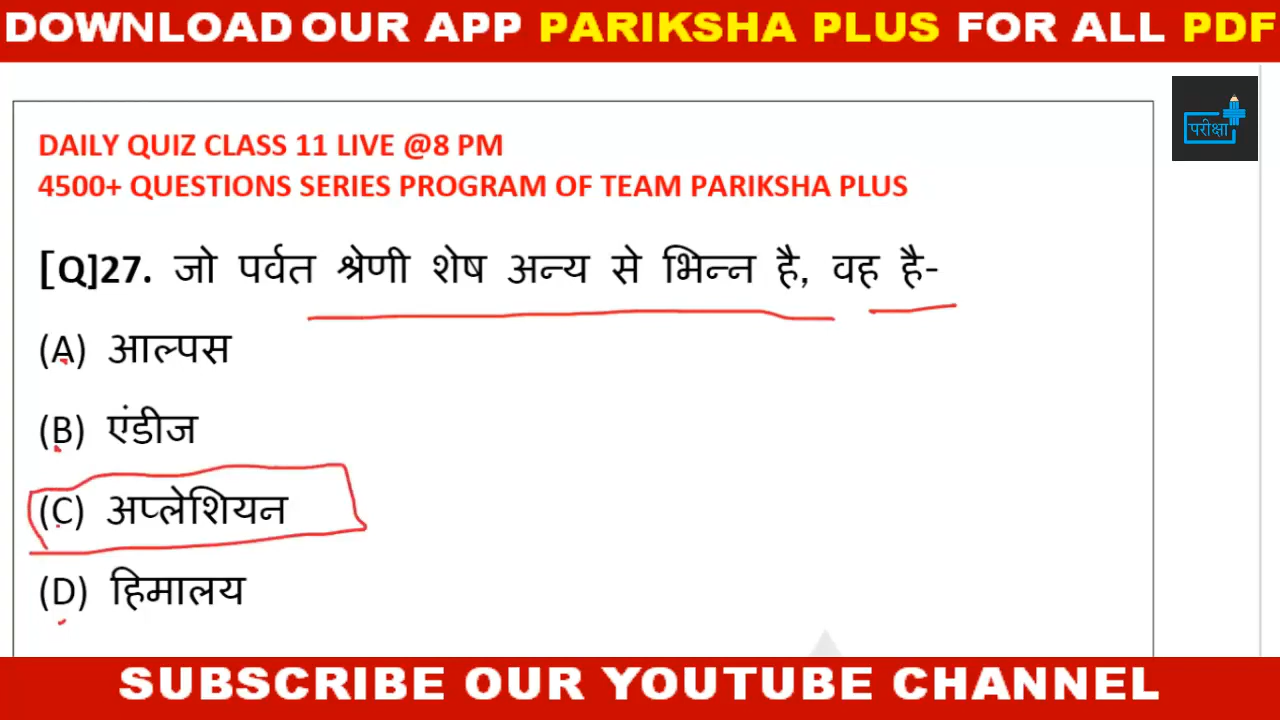 DOWNLOAD OUR APP PARIKSHA PLUS FOR ALL PDF
परीक्षा
DAILY QUIZ CLASS 11 LIVE @8 PM
4500+ QUESTIONS SERIES PROGRAM OF TEAM PARIKSHA PLUS
[Q]27. जो पर्वत श्रेणी शेष अन्य से भिन्न है, वह है-
(A) आल्पस
(B) एंडीज
(C) अप्लेशियन
(D) हिमालय
SUBSCRIBE OUR YOUTUBE CHANNEL